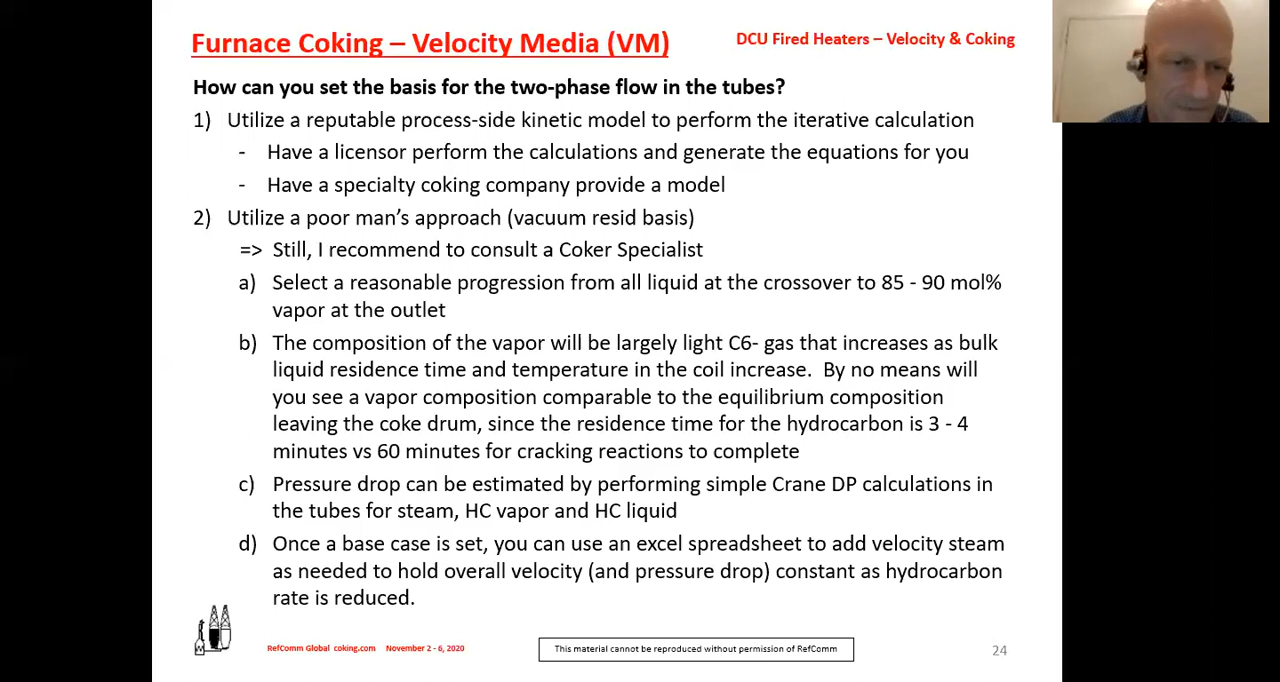 Furnace Coking – Velocity Media (VM)
DCU Fired Heaters – Velocity & Coking
How can you set the basis for the two-phase flow in the tubes?
1) Utilize a reputable process-side kinetic model to perform the iterative calculation
- Have a licensor perform the calculations and generate the equations for you
- Have a specialty coking company provide a model
2) Utilize a poor man's approach (vacuum resid basis)
=> Still, I recommend to consult a Coker Specialist
a) Select a reasonable progression from all liquid at the crossover to 85 - 90 mol%
vapor at the outlet
b) The composition of the vapor will be largely light C6- gas that increases as bulk
liquid residence time and temperature in the coil increase. By no means will
you see a vapor composition comparable to the equilibrium composition
leaving the coke drum, since the residence time for the hydrocarbon is 3 - 4
minutes vs 60 minutes for cracking reactions to complete
c) Pressure drop can be estimated by performing simple Crane DP calculations in
the tubes for steam, HC vapor and HC liquid
d) Once a base case is set, you can use an excel spreadsheet to add velocity steam
as needed to hold overall velocity (and pressure drop) constant as hydrocarbon
rate is reduced.
RefComm Global coking.com November 2 - 6, 2020
This material cannot be reproduced without permission of RefComm
24